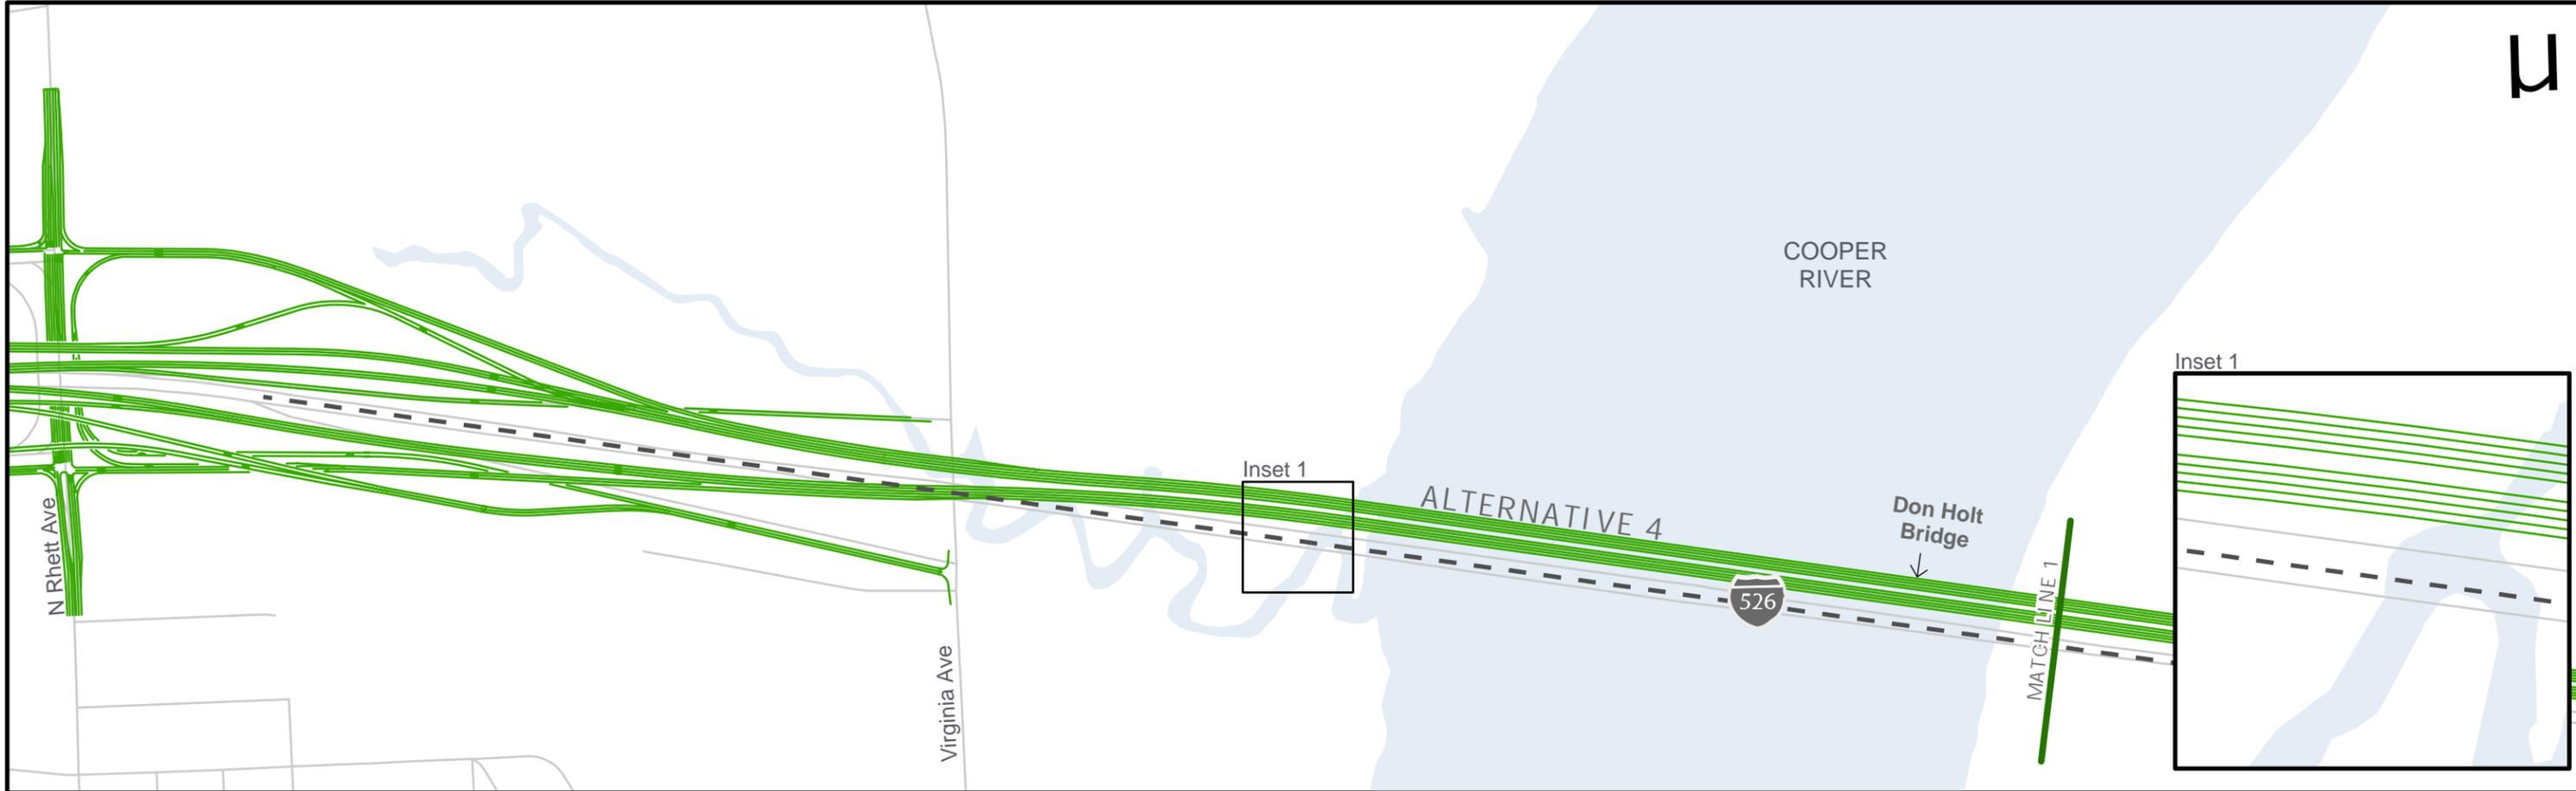 µ
COOPER
RIVER
Inset 1
Inset 1
ALTERNATIVE 4
Don Holt
Bridge
N Rhett Ave
526
MATCH LINE 1
Virginia Ave